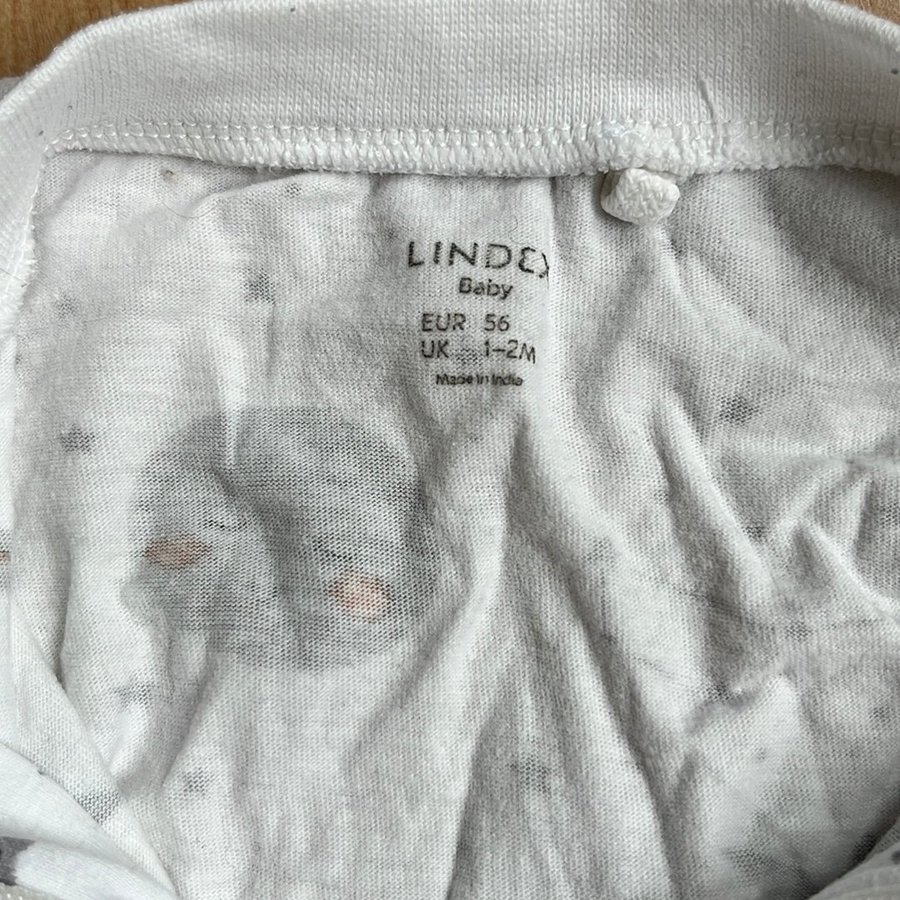 LINDEX
Baby
EUR 56
UK 1-2M
Made in India